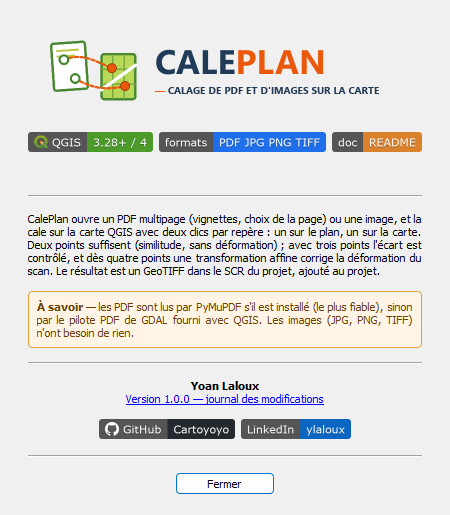 CALEPLAN
— CALAGE DE PDF ET D'IMAGES SUR LA CARTE
QGIS 3.28+ / 4 formats PDF JPG PNG TIFF doc README
CalePlan ouvre un PDF multipage (vignettes, choix de la page) ou une image, et la
cale sur la carte QGIS avec deux clics par repère : un sur le plan, un sur la carte.
Deux points suffisent (similitude, sans déformation) ; avec trois points l'écart est
contrôlé, et dès quatre points une transformation affine corrige la déformation du
scan. Le résultat est un GeoTIFF dans le SCR du projet, ajouté au projet.
À savoir — les PDF sont lus par PyMuPDF s'il est installé (le plus fiable), sinon
par le pilote PDF de GDAL fourni avec QGIS. Les images (JPG, PNG, TIFF)
n'ont besoin de rien.
Yoan Laloux
Version 1.0.0 — journal des modifications
GitHub Cartoyoyo LinkedIn ylaloux
Fermer